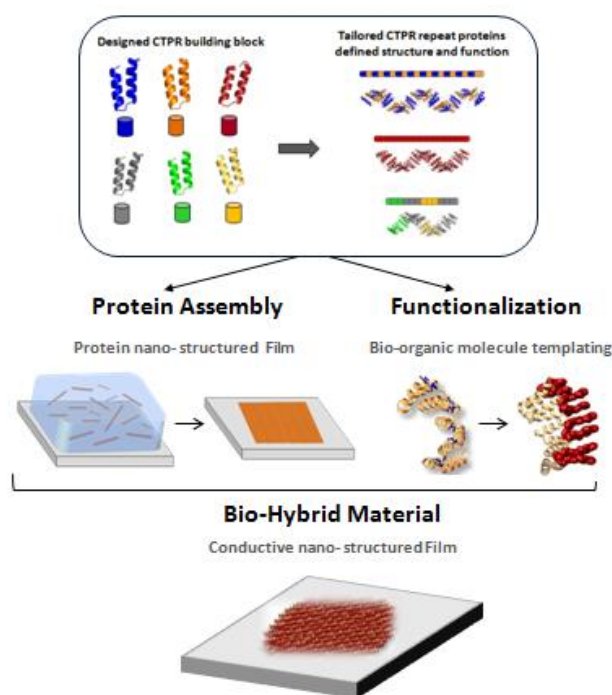 Designed CTPR building block
Tailored CTPR repeat proteins
defined structure and function
Protein Assembly
Functionalization
Protein nano- structured Film
Bio-organic molecule templating
Bio-Hybrid Material
Conductive nano- structured Film